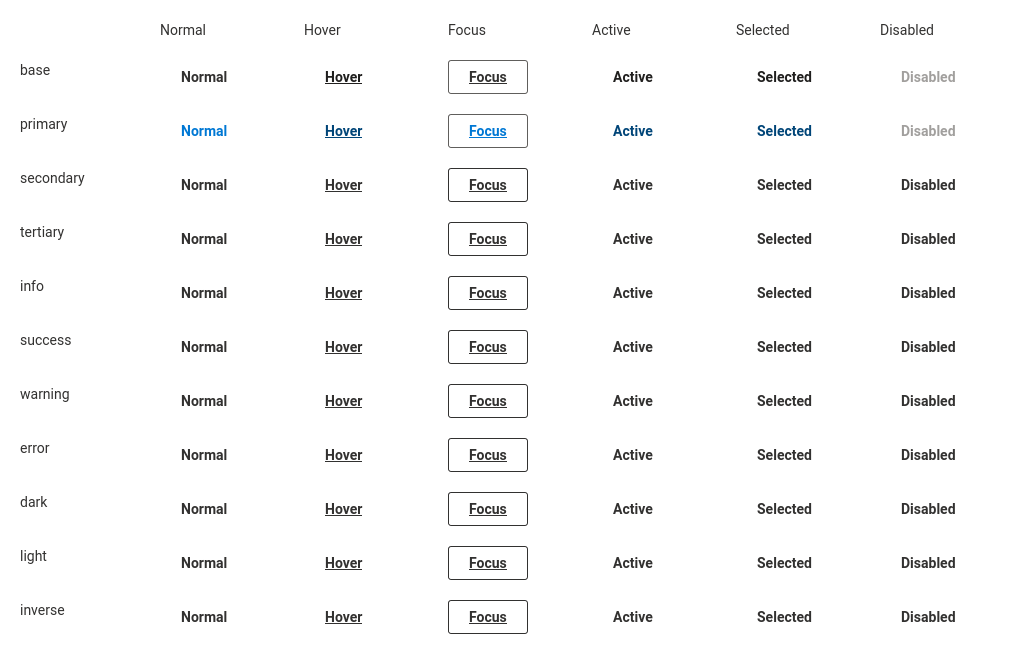 Normal Hover Focus Active Selected Disabled
base Normal Hover Focus Active Selected Disabled
primary Normal Hover Focus Active Selected Disabled
secondary Normal Hover Focus Active Selected Disabled
tertiary Normal Hover Focus Active Selected Disabled
info Normal Hover Focus Active Selected Disabled
success Normal Hover Focus Active Selected Disabled
warning Normal Hover Focus Active Selected Disabled
error Normal Hover Focus Active Selected Disabled
dark Normal Hover Focus Active Selected Disabled
light Normal Hover Focus Active Selected Disabled
inverse Normal Hover Focus Active Selected Disabled